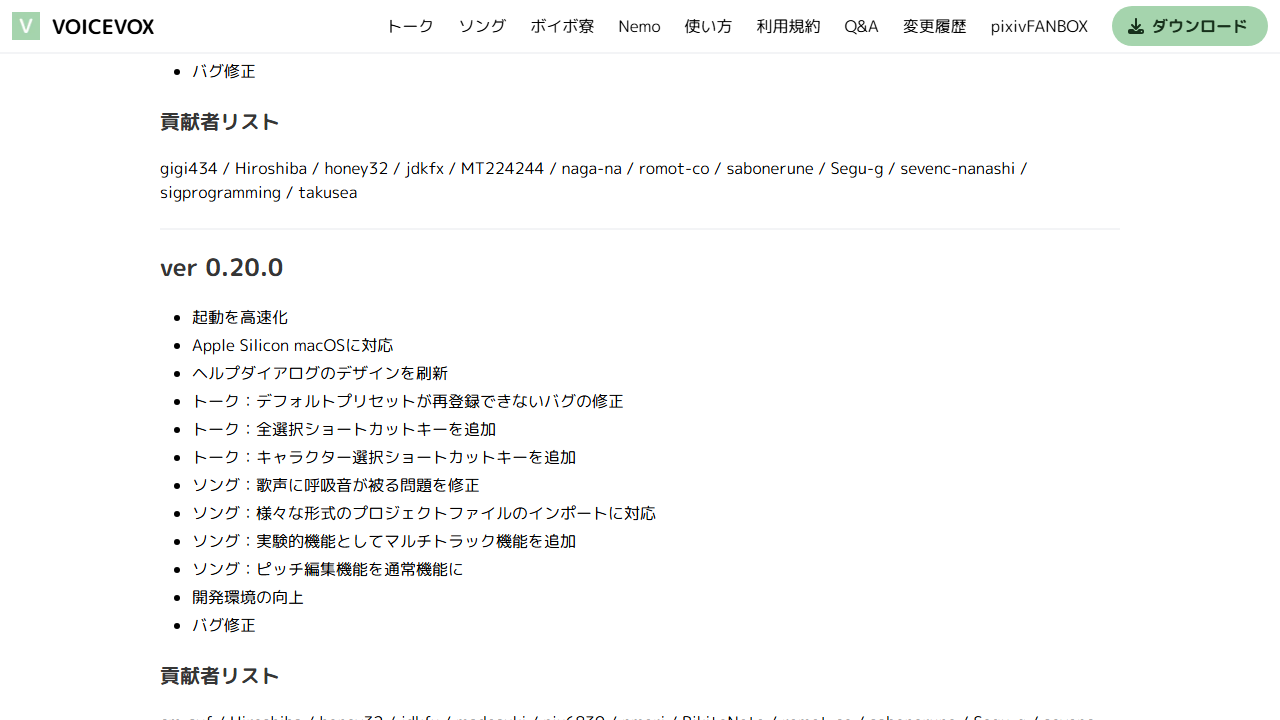 V VOICEVOX トーク ソング ボイボ寮 Nemo 使い方 利用規約 Q&A 変更履歴 pixivFANBOX ダウンロード
バグ修正
貢献者リスト
gigi434 / Hiroshiba / honey32 / jdkfx / MT224244 / naga-na / romot-co / sabonerune / Segu-g / sevenc-nanashi /
sigprogramming / takusea
ver 0.20.0
起動を高速化
Apple Silicon macOSに対応
ヘルプダイアログのデザインを刷新
トーク：デフォルトプリセットが再登録できないバグの修正
トーク：全選択ショートカットキーを追加
トーク：キャラクター選択ショートカットキーを追加
ソング：歌声に呼吸音が被る問題を修正
ソング：様々な形式のプロジェクトファイルのインポートに対応
ソング：実験的機能としてマルチトラック機能を追加
ソング：ピッチ編集機能を通常機能に
開発環境の向上
バグ修正
貢献者リスト